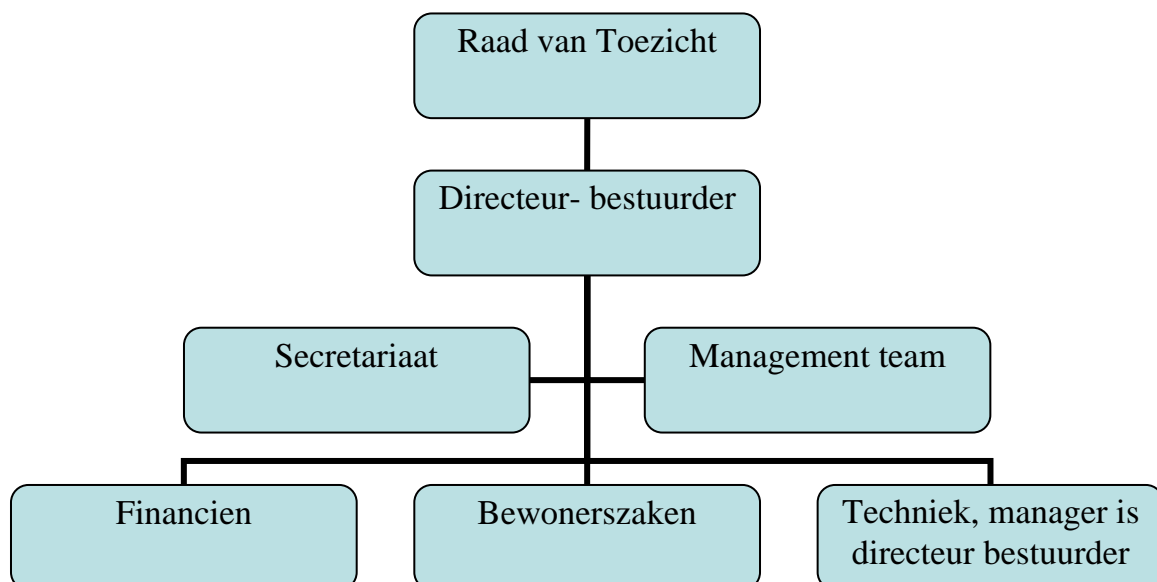 Raad van Toezicht
Directeur- bestuurder
Secretariaat
Management team
Financien
Bewonerszaken
Techniek, manager is
directeur bestuurder